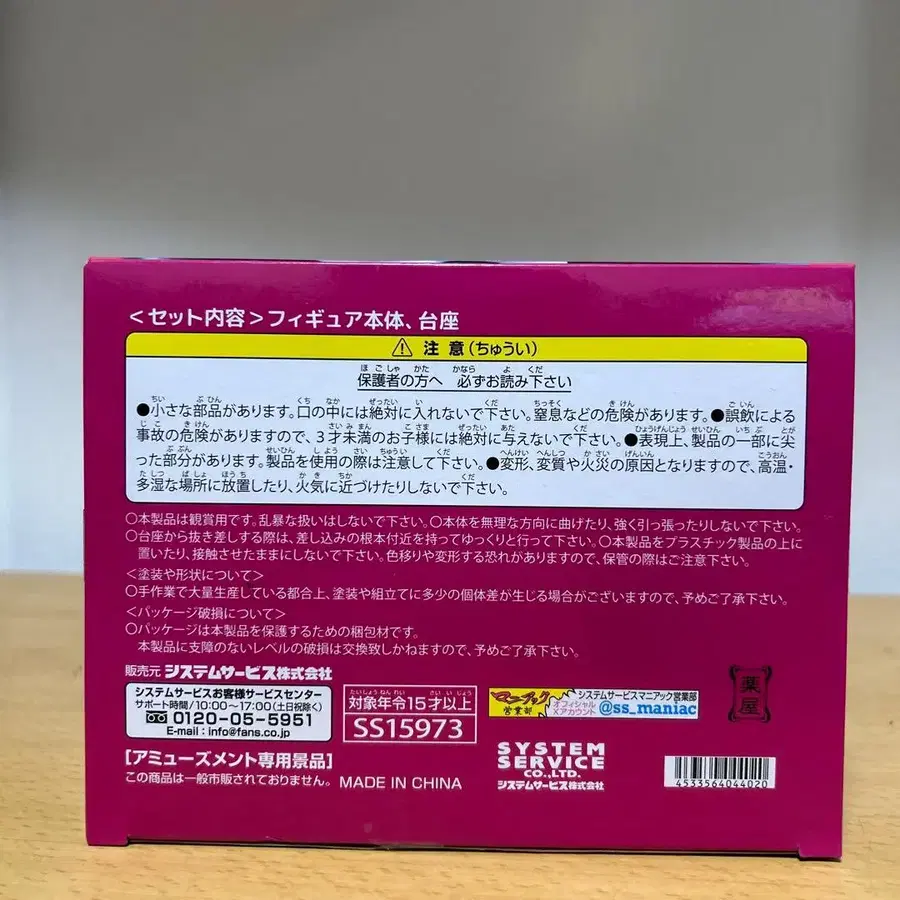 <セット内容>フィギュア本体、台座
⚠ 注意(ちゅうい)
保護者の方へ 必ずお読み下さい
●小さな部品があります。口の中には絶対に入れないで下さい。窒息などの危険があります。●誤飲による
事故の危険がありますので、3才未満のお子様には絶対に与えないで下さい。●表現上、製品の一部に尖
った部分があります。製品を使用の際は注意して下さい。●変形、変質や火災の原因となりますので、高温・
多湿な場所に放置したり、火気に近づけたりしないで下さい。
○本製品は観賞用です。乱暴な扱いはしないで下さい。○本体を無理な方向に曲げたり、強く引っ張ったりしないで下さい。
○台座から抜き差しする際は、差し込みの根本付近を持ってゆっくりと行って下さい。○本製品をプラスチック製品の上に
置いたり、接触させたままにしないで下さい。色移りや変形する恐れがありますので、保管の際はご注意下さい。
<塗装や形状について>
○手作業で大量生産している都合上、塗装や組立てに多少の個体差が生じる場合がございますので、予めご了承下さい。
<パッケージ破損について>
○パッケージは本製品を保護するための梱包材です。
本製品に支障のないレベルの破損は交換致しかねますので、予めご了承下さい。
販売元 システムサービス株式会社
システムサービスお客様サービスセンター
サポート時間/10:00~17:00(土日祝除く)
0120-05-5951
E-mail:info@fans.co.jp
対象年令15才以上
SS15973
マニアック
営業部
オフィシャル
Xアカウント
システムサービスマニアック営業部
@ss_maniac
薬屋
[アミューズメント専用景品]
この商品は一般市販されておりません。 MADE IN CHINA
SYSTEM
SERVICE
CO.,LTD.
システムサービス株式会社
4533564044020